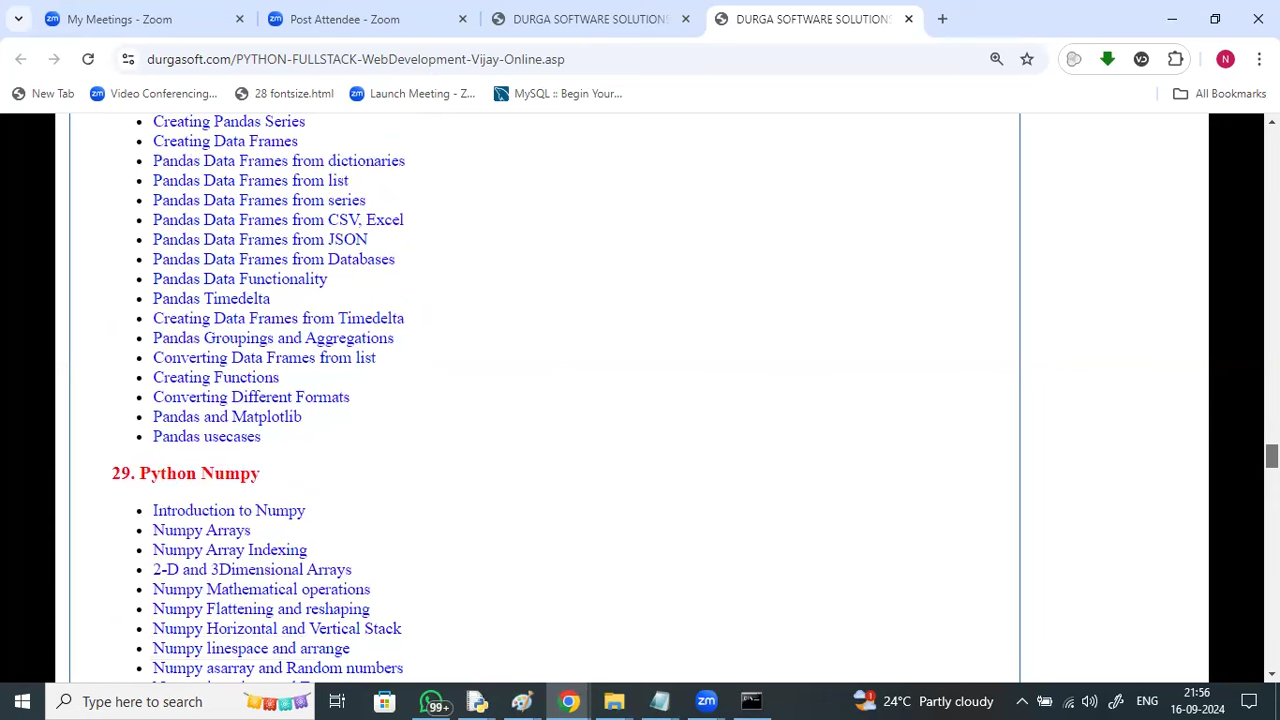 My Meetings - Zoom
Post Attendee - Zoom
DURGA SOFTWARE SOLUTIONS
DURGA SOFTWARE SOLUTIONS
durgasoft.com/PYTHON-FULLSTACK-WebDevelopment-Vijay-Online.asp
N
New Tab
Video Conferencing...
28 fontsize.html
Launch Meeting - Z...
MySQL :: Begin Your...
All Bookmarks
Creating Pandas Series
Creating Data Frames
Pandas Data Frames from dictionaries
Pandas Data Frames from list
Pandas Data Frames from series
Pandas Data Frames from CSV, Excel
Pandas Data Frames from JSON
Pandas Data Frames from Databases
Pandas Data Functionality
Pandas Timedelta
Creating Data Frames from Timedelta
Pandas Groupings and Aggregations
Converting Data Frames from list
Creating Functions
Converting Different Formats
Pandas and Matplotlib
Pandas usecases
29. Python Numpy
Introduction to Numpy
Numpy Arrays
Numpy Array Indexing
2-D and 3Dimensional Arrays
Numpy Mathematical operations
Numpy Flattening and reshaping
Numpy Horizontal and Vertical Stack
Numpy linespace and arrange
Numpy asarray and Random numbers
Type here to search
99+
24°C Partly cloudy
ENG
21:56
16-09-2024